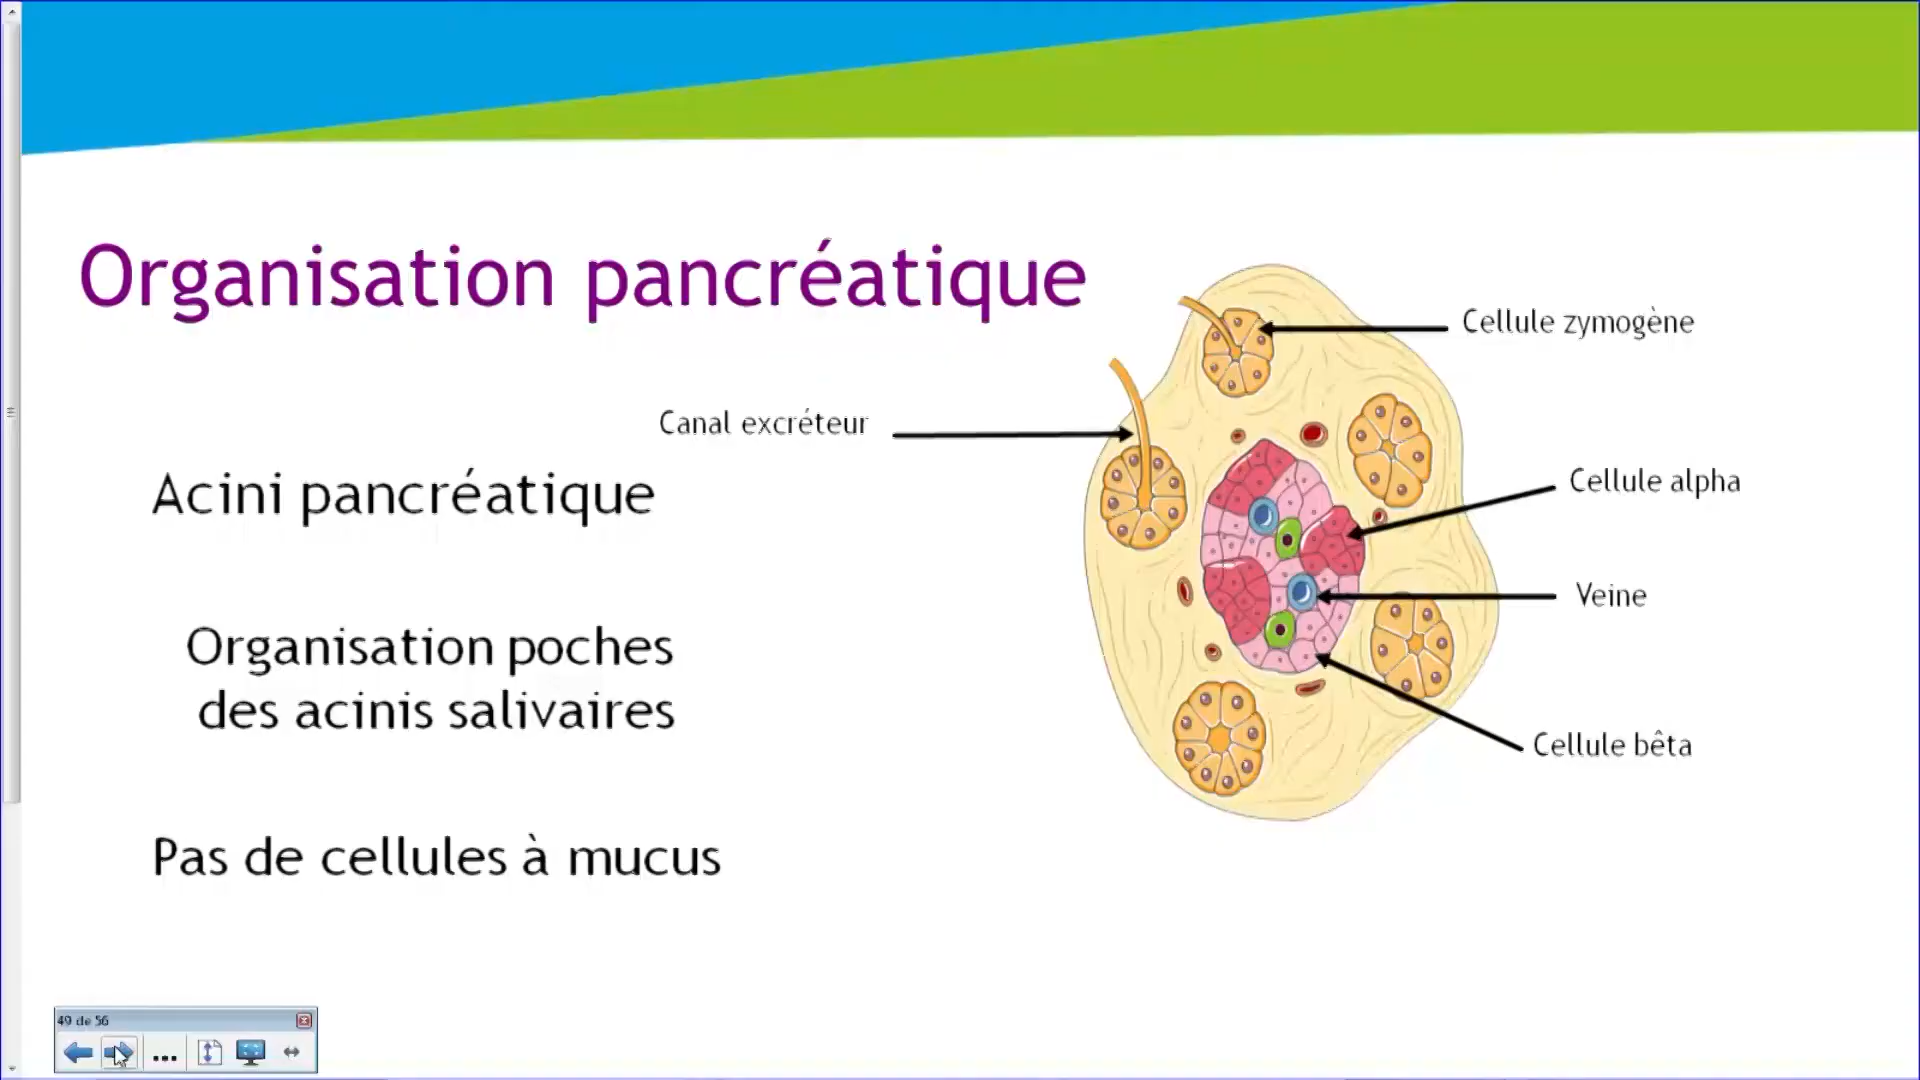 Organisation pancréatique
Cellule zymogène
Canal excréteur
Acini pancréatique
Cellule alpha
Veine
Organisation poches
des acinis salivaires
Cellule bêta
Pas de cellules à mucus
49 de 56